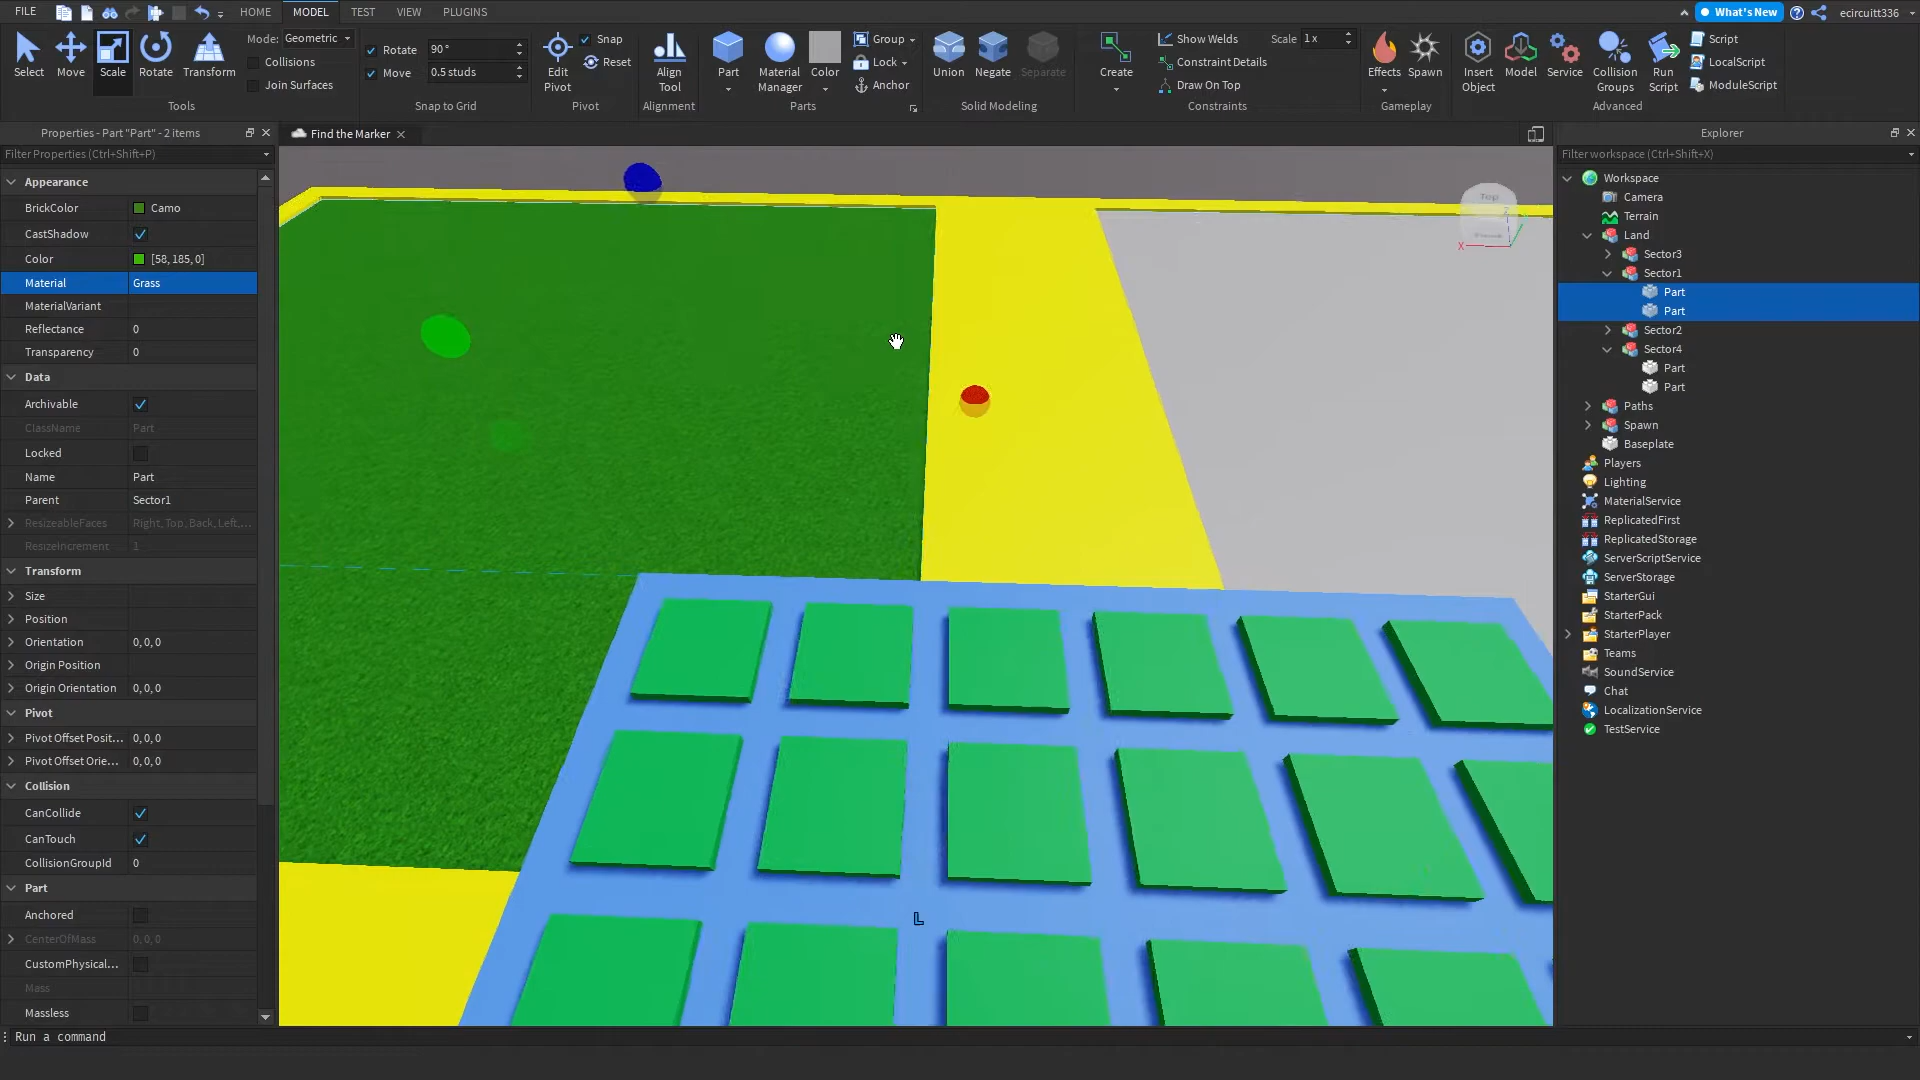 FILE HOME MODEL TEST VIEW PLUGINS What's New ecircuitt336
Select Move Scale Rotate Transform
Mode: Geometric
Collisions
Join Surfaces
Tools
Rotate 90°
Move 0.5 studs
Snap to Grid
Edit Pivot
Snap
Reset
Pivot
Align Tool
Alignment
Part Material Manager Color
Group
Lock
Anchor
Parts
Union Negate Separate
Solid Modeling
Create
Show Welds Scale 1 x
Constraint Details
Draw On Top
Constraints
Effects Spawn
Gameplay
Insert Object Model Service Collision Groups Run Script
Script
LocalScript
ModuleScript
Advanced
Properties - Part "Part" - 2 items
Filter Properties (Ctrl+Shift+P)
Appearance
BrickColor Camo
CastShadow
Color [58, 185, 0]
Material Grass
MaterialVariant
Reflectance 0
Transparency 0
Data
Archivable
ClassName Part
Locked
Name Part
Parent Sector1
ResizeableFaces Right, Top, Back, Left,...
ResizeIncrement 1
Transform
Size
Position
Orientation 0, 0, 0
Origin Position
Origin Orientation 0, 0, 0
Pivot
Pivot Offset Posit... 0, 0, 0
Pivot Offset Orie... 0, 0, 0
Collision
CanCollide
CanTouch
CollisionGroupId 0
Part
Anchored
CenterOfMass 0, 0, 0
CustomPhysical...
Mass
Massless
Find the Marker
Top
X
Z
L
Explorer
Filter workspace (Ctrl+Shift+X)
Workspace
Camera
Terrain
Land
Sector3
Sector1
Part
Part
Sector2
Sector4
Part
Part
Paths
Spawn
Baseplate
Players
Lighting
MaterialService
ReplicatedFirst
ReplicatedStorage
ServerScriptService
ServerStorage
StarterGui
StarterPack
StarterPlayer
Teams
SoundService
Chat
LocalizationService
TestService
Run a command